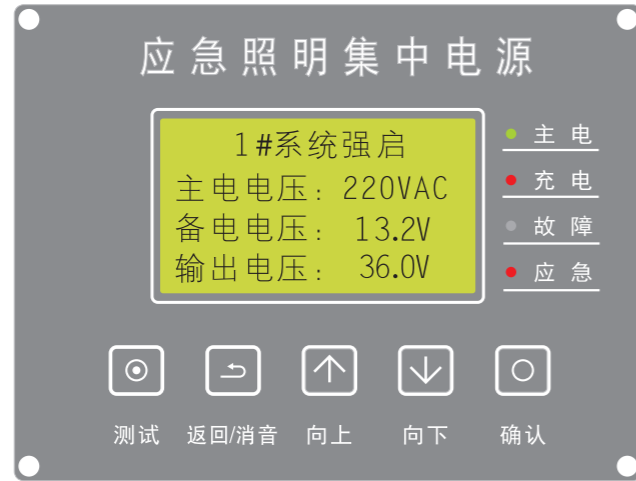 应急照明集中电源
1#系统强启
主电电压：220VAC
备电电压：13.2V
输出电压：36.0V
主电
充电
故障
应急
测试 返回/消音 向上 向下 确认